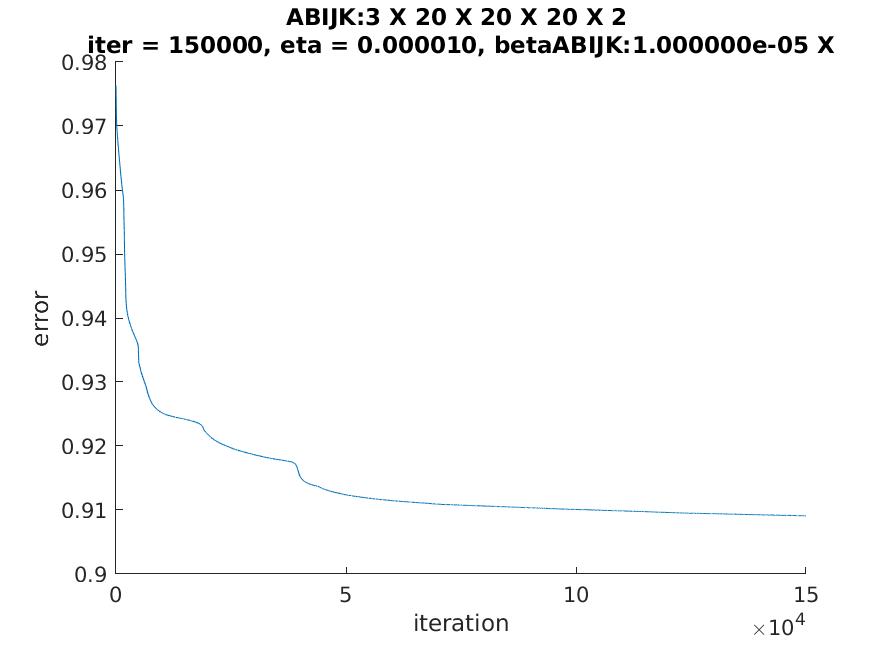 ABIJK:3 X 20 X 20 X 20 X 2
iter = 150000, eta = 0.000010, betaABIJK:1.000000e-05 X
0.98
0.97
0.96
0.95
0.94
0.93
0.92
0.91
0.9
error
0 5 10 15
iteration
×10⁴